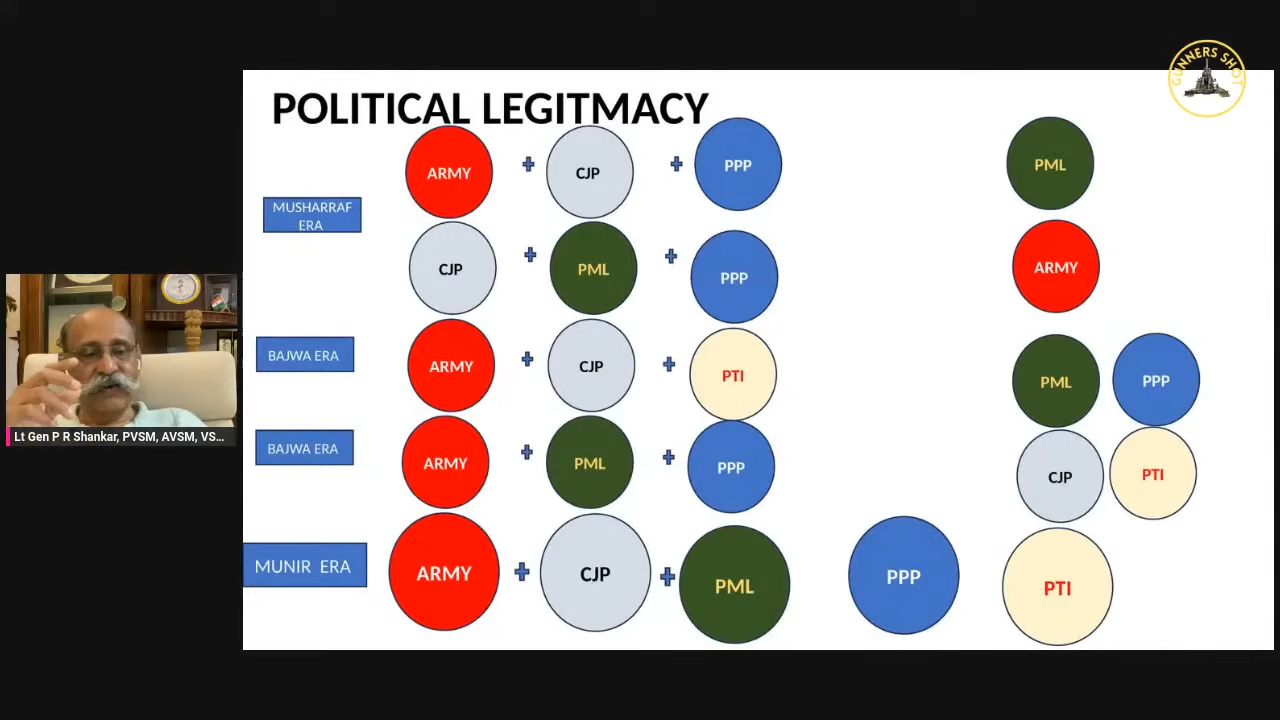 GUNNERS SHOT
POLITICAL LEGITMACY
ARMY
CJP
PPP
PML
MUSHARRAF
ERA
CJP
PML
PPP
ARMY
BAJWA ERA
ARMY
CJP
PTI
PML
PPP
BAJWA ERA
ARMY
PML
PPP
CJP
PTI
MUNIR ERA
ARMY
CJP
PML
PPP
PTI
Lt Gen P R Shankar, PVSM, AVSM, VS...